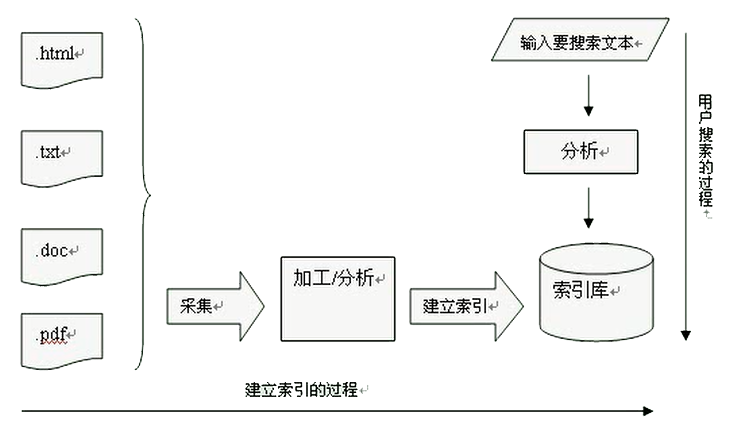 .html
.txt
.doc
.pdf
采集
加工/分析
建立索引
输入要搜索文本
分析
索引库
用户搜索的过程
建立索引的过程